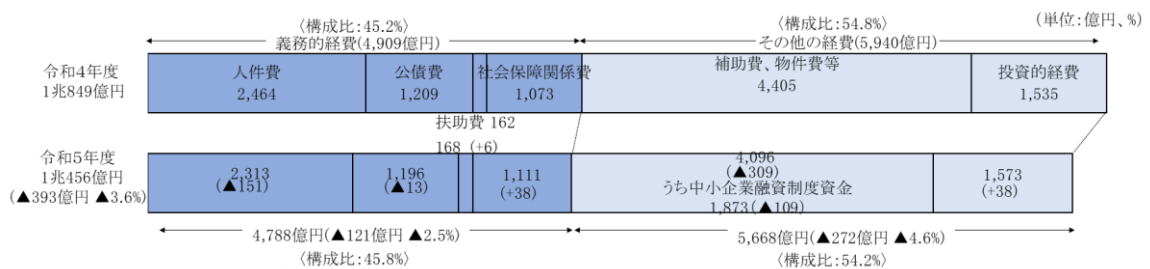 (単位:億円、%)
〈構成比:45.2%〉
〈構成比:54.8%〉
義務的経費(4,909億円)
その他の経費(5,940億円)
令和4年度
1兆849億円
人件費
2,464
公債費
1,209
社会保障関係費
1,073
補助費、物件費等
4,405
投資的経費
1,535
扶助費 162
168 (+6)
令和5年度
1兆456億円
(▲393億円 ▲3.6%)
2,313
(▲151)
1,196
(▲13)
1,111
(+38)
4,096
(▲309)
うち中小企業融資制度資金
1,873(▲109)
1,573
(+38)
4,788億円(▲121億円 ▲2.5%)
5,668億円(▲272億円 ▲4.6%)
〈構成比:45.8%〉
〈構成比:54.2%〉